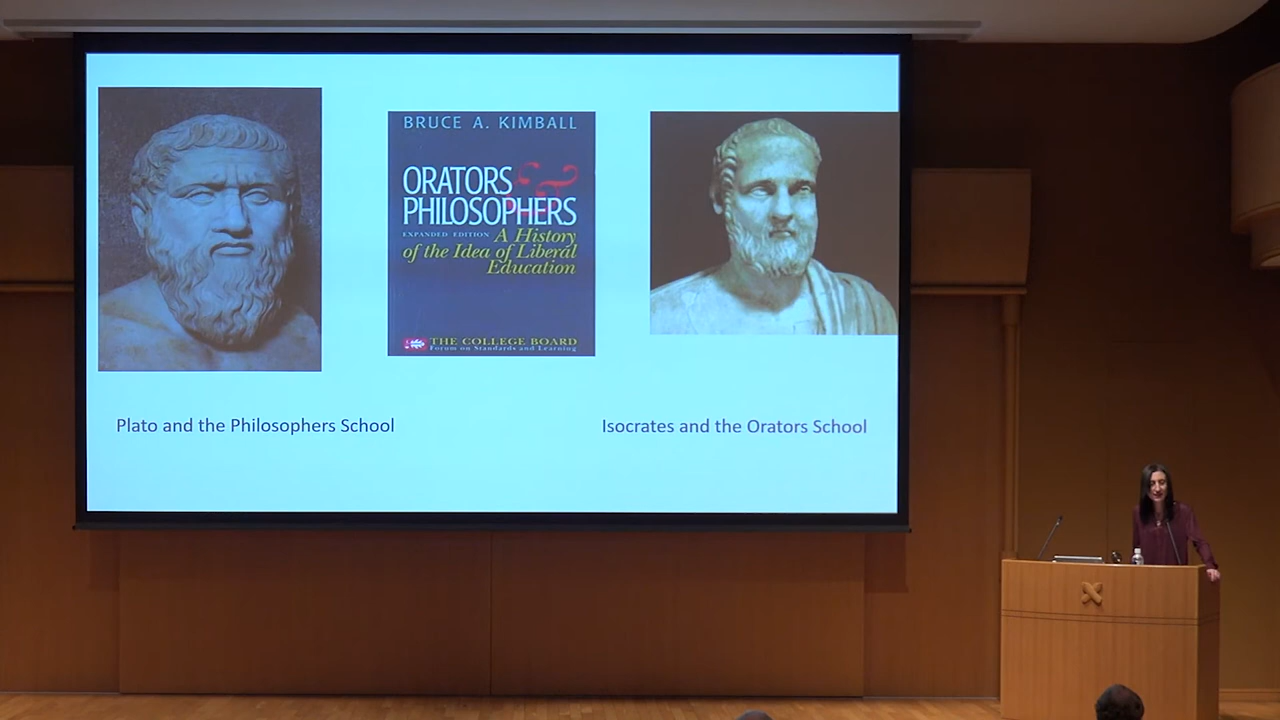 BRUCE A. KIMBALL
ORATORS &
PHILOSOPHERS
EXPANDED EDITION A History
of the Idea of Liberal
Education
THE COLLEGE BOARD
Forum on Standards and Learning
Plato and the Philosophers School
Isocrates and the Orators School